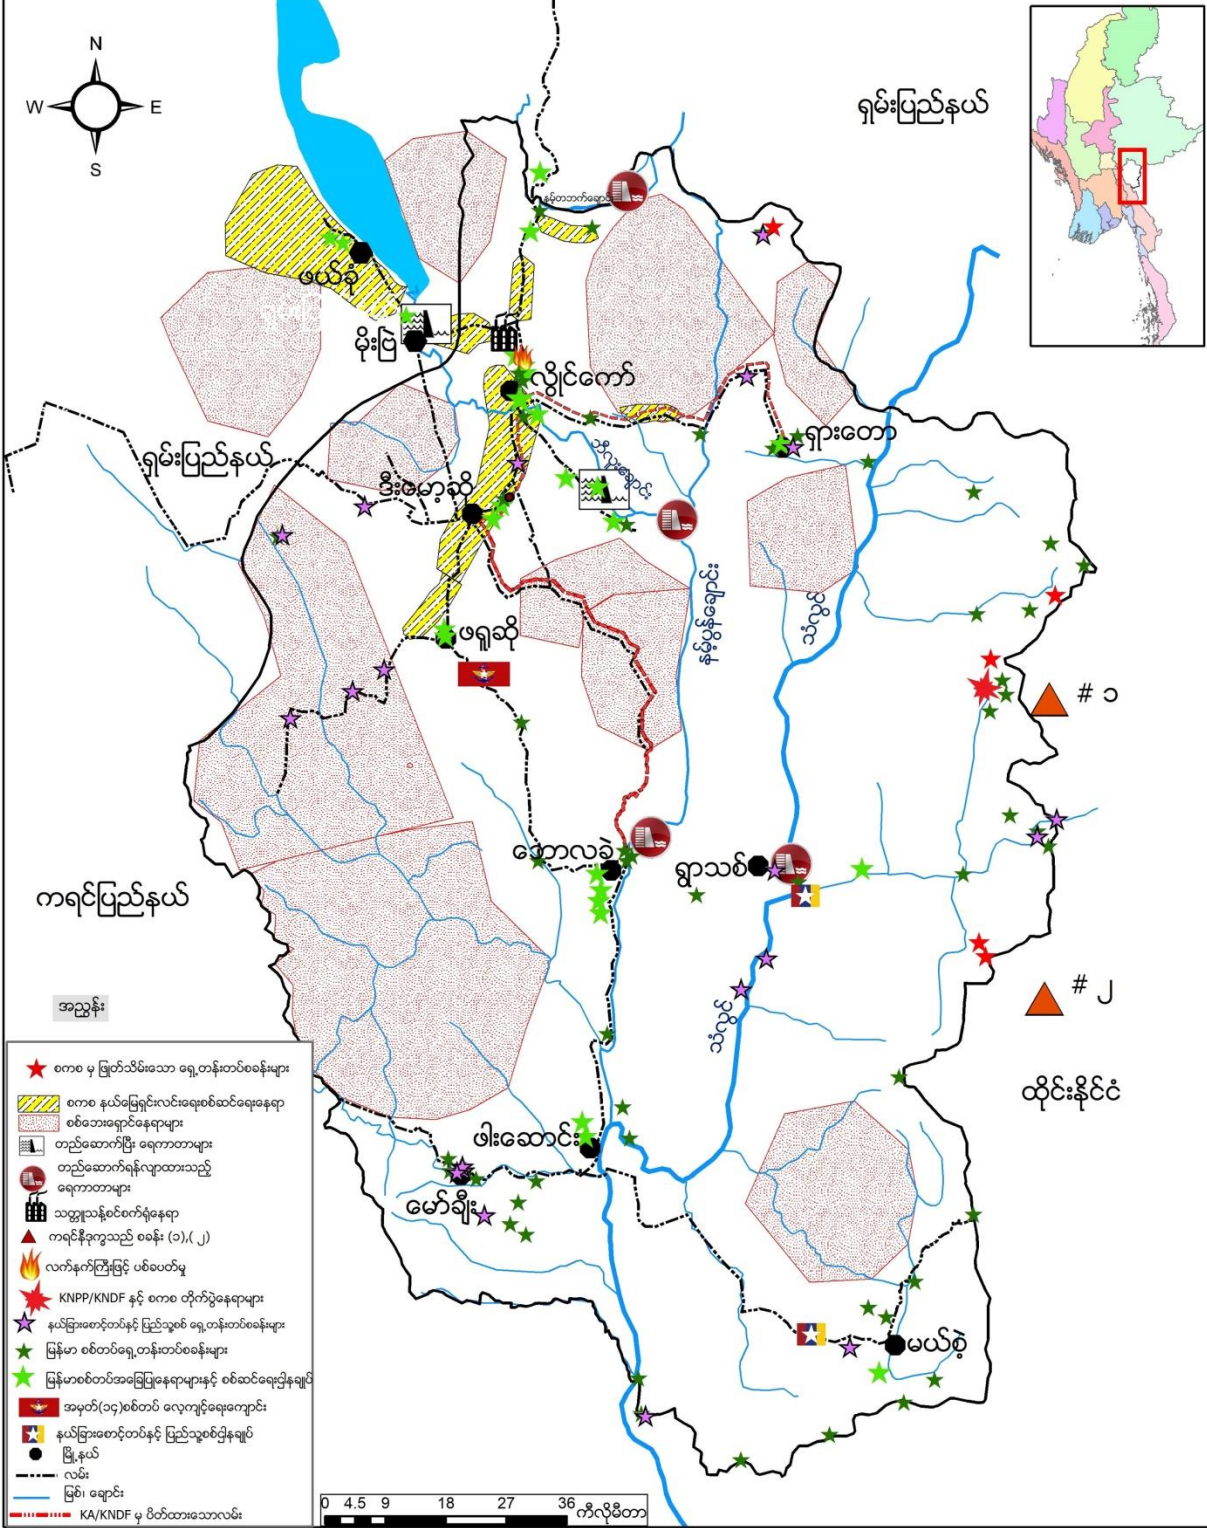 N
W
E
S
ရှမ်းပြည်နယ်
နမ့်တဘက်ချောင်း
ဖယ်ခုံ
မိုးဗြဲ
လွိုင်ကော်
ရှားတော
ရှမ်းပြည်နယ်
ဒီးမော့ဆို
ဘီလူးချောင်း
နမ့်ပွန်ချောင်း
သံလွင်
ဖရူဆို
# ၁
ဘောလခဲ
ရွာသစ်
ကရင်ပြည်နယ်
# ၂
သံလွင်
ထိုင်းနိုင်ငံ
ဖါးဆောင်း
မော်ချီး
မယ်စဲ့
အညွှန်း
စကစ မှ ဖြုတ်သိမ်းသော ရှေ့တန်းတပ်စခန်းများ
စကစ နယ်မြေရှင်းလင်းရေးစစ်ဆင်ရေးနေရာ
စစ်ဘေးရှောင်နေရာများ
တည်ဆောက်ပြီး ရေကာတာများ
တည်ဆောက်ရန်လျာထားသည့်
ရေကာတာများ
သတ္တုသန့်စင်စက်ရုံနေရာ
ကရင်နီဒုက္ခသည် စခန်း (၁),(၂)
လက်နက်ကြီးဖြင့် ပစ်ခပတ်မှု
KNPP/KNDF နှင့် စကစ တိုက်ပွဲနေရာများ
နယ်ခြားစောင့်တပ်နှင့် ပြည်သူ့စစ် ရှေ့တန်းတပ်စခန်းများ
မြန်မာ စစ်တပ်ရှေ့တန်းတပ်စခန်းများ
မြန်မာစစ်တပ်အခြေပြုနေရာများနှင့် စစ်ဆင်ရေးဌါနချုပ်
အမှတ်(၁၄)စစ်တပ် လေ့ကျင့်ရေးကျောင်း
နယ်ခြားစောင့်တပ်နှင့် ပြည်သူ့စစ်ဌါနချုပ်
မြို့နယ်
လမ်း
မြစ်၊ ချောင်း
KA/KNDF မှ ပိတ်ထားသောလမ်း
0 4.5 9 18 27 36 ကီလိုမီတာ